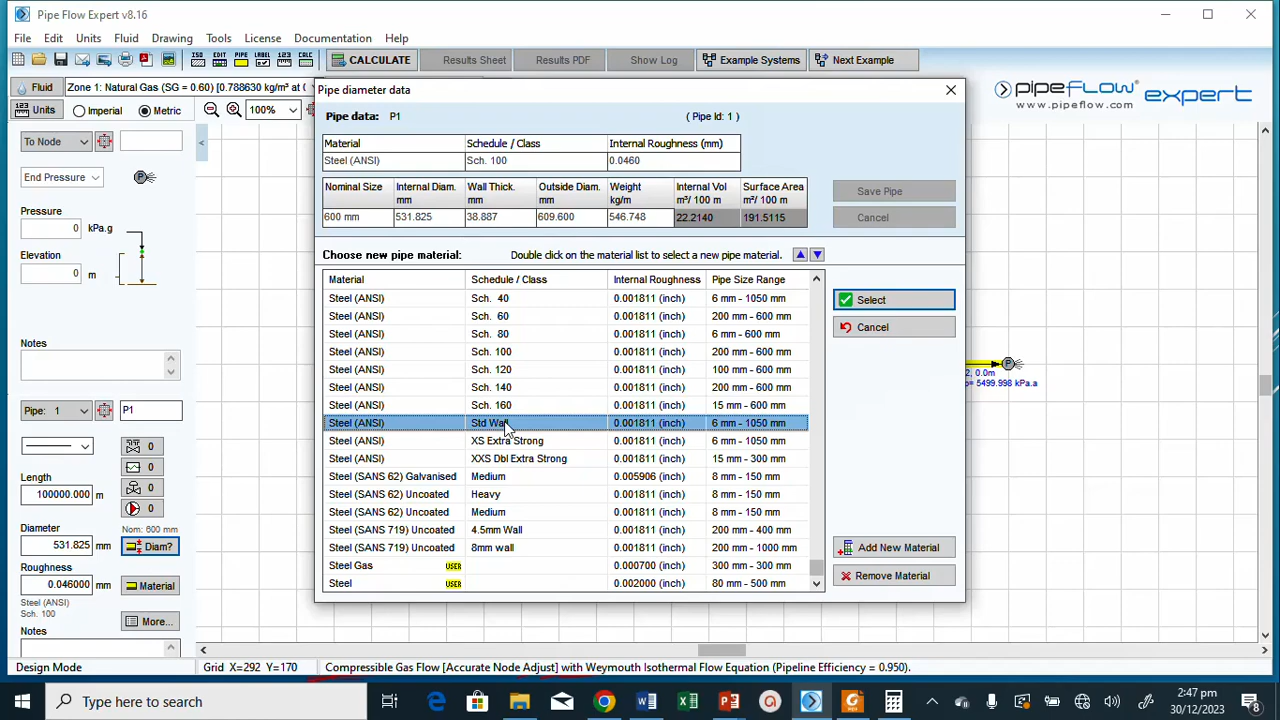 Pipe Flow Expert v8.16
File Edit Units Fluid Drawing Tools License Documentation Help
ISO EDIT PIPE LABEL 123 CALC CALCULATE Results Sheet Results PDF Show Log Example Systems Next Example
Fluid Zone 1: Natural Gas (SG = 0.60) [0.788630 kg/m³ at 0
123 Units Imperial Metric 100%
pipeflow expert
www.pipeflow.com
To Node
End Pressure P
Pressure
0 kPa.g
Elevation
0 m
Notes
Pipe: 1 P1
0
0
Length 0
100000.000 m 0
Diameter Nom: 600 mm
531.825 mm Diam?
Roughness
0.046000 mm Material
Steel (ANSI)
Sch. 100
More...
Notes
Pipe diameter data
Pipe data: P1 ( Pipe Id: 1 )
Material Schedule / Class Internal Roughness (mm)
Steel (ANSI) Sch. 100 0.0460
Nominal Size Internal Diam. mm Wall Thick. mm Outside Diam. mm Weight kg/m Internal Vol m³/ 100 m Surface Area m²/ 100 m
600 mm 531.825 38.887 609.600 546.748 22.2140 191.5115
Save Pipe
Cancel
Choose new pipe material: Double click on the material list to select a new pipe material.
Material Schedule / Class Internal Roughness Pipe Size Range
Steel (ANSI) Sch. 40 0.001811 (inch) 6 mm - 1050 mm
Steel (ANSI) Sch. 60 0.001811 (inch) 200 mm - 600 mm
Steel (ANSI) Sch. 80 0.001811 (inch) 6 mm - 600 mm
Steel (ANSI) Sch. 100 0.001811 (inch) 200 mm - 600 mm
Steel (ANSI) Sch. 120 0.001811 (inch) 100 mm - 600 mm
Steel (ANSI) Sch. 140 0.001811 (inch) 200 mm - 600 mm
Steel (ANSI) Sch. 160 0.001811 (inch) 15 mm - 600 mm
Steel (ANSI) Std Wall 0.001811 (inch) 6 mm - 1050 mm
Steel (ANSI) XS Extra Strong 0.001811 (inch) 6 mm - 1050 mm
Steel (ANSI) XXS Dbl Extra Strong 0.001811 (inch) 15 mm - 300 mm
Steel (SANS 62) Galvanised Medium 0.005906 (inch) 8 mm - 150 mm
Steel (SANS 62) Uncoated Heavy 0.001811 (inch) 8 mm - 150 mm
Steel (SANS 62) Uncoated Medium 0.001811 (inch) 8 mm - 150 mm
Steel (SANS 719) Uncoated 4.5mm Wall 0.001811 (inch) 200 mm - 400 mm
Steel (SANS 719) Uncoated 8mm wall 0.001811 (inch) 200 mm - 1000 mm
Steel Gas USER 0.000700 (inch) 300 mm - 300 mm
Steel USER 0.002000 (inch) 80 mm - 500 mm
Select
Cancel
Add New Material
Remove Material
P
2, 0.0m
= 5499.998 kPa.a
Design Mode Grid X=292 Y=170 Compressible Gas Flow [Accurate Node Adjust] with Weymouth Isothermal Flow Equation (Pipeline Efficiency = 0.950).
Type here to search
2:47 pm
30/12/2023
8